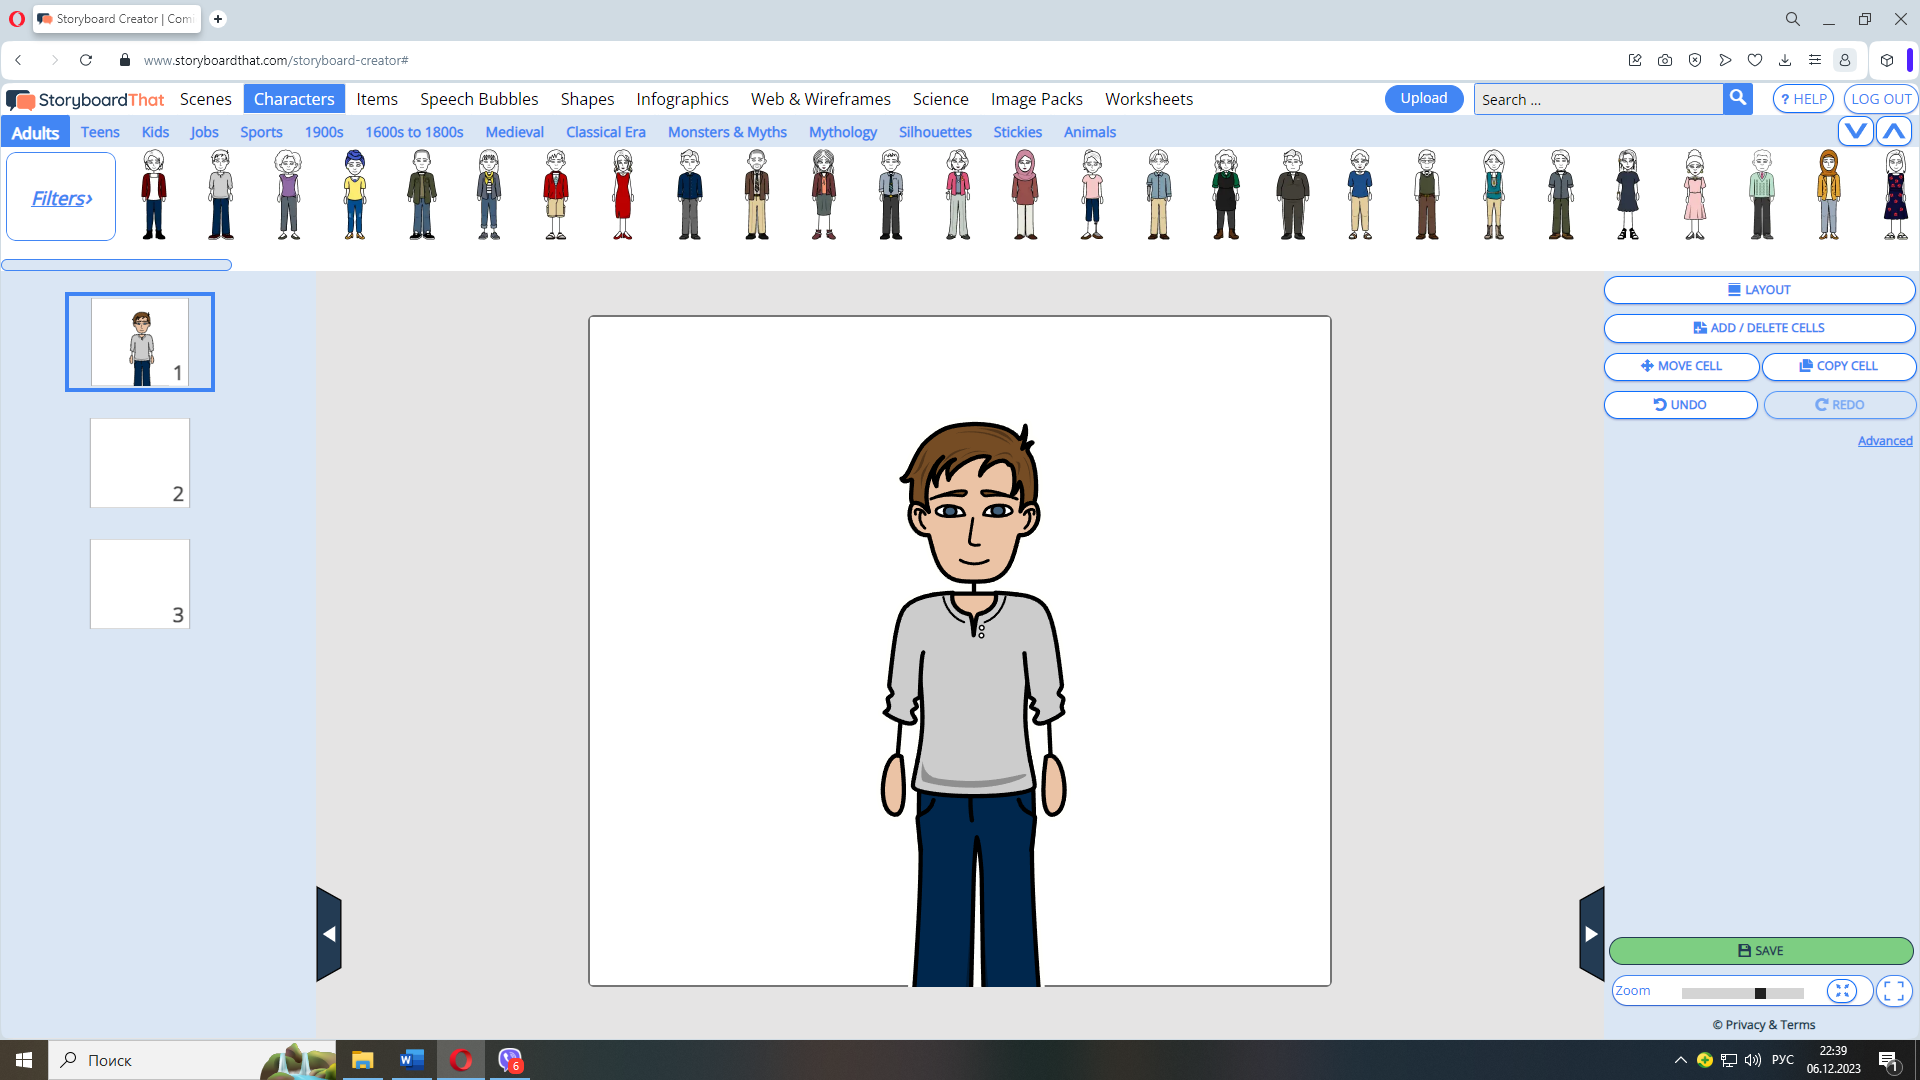 Storyboard Creator | Com
www.storyboardthat.com/storyboard-creator#
StoryboardThat Scenes Characters Items Speech Bubbles Shapes Infographics Web & Wireframes Science Image Packs Worksheets Upload Search ... ? HELP LOG OUT
Adults Teens Kids Jobs Sports 1900s 1600s to 1800s Medieval Classical Era Monsters & Myths Mythology Silhouettes Stickies Animals
Filters›
1
2
3
LAYOUT
ADD / DELETE CELLS
MOVE CELL COPY CELL
UNDO REDO
Advanced
SAVE
Zoom
© Privacy & Terms
Поиск
6
РУС
22:39
06.12.2023
1